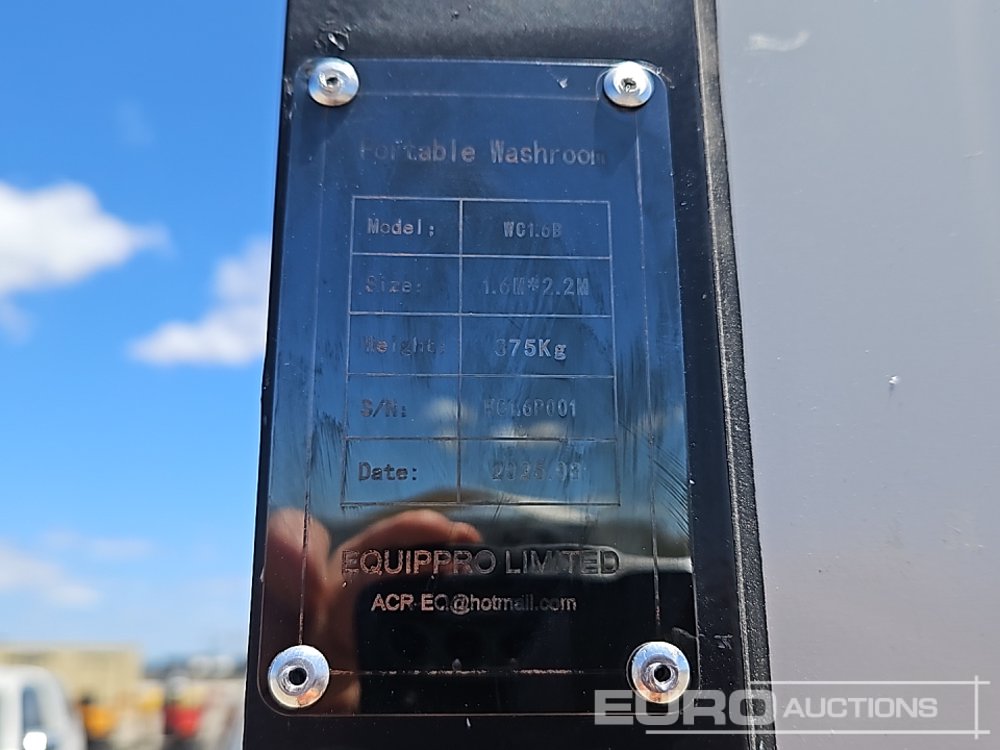 Portable Washroom
Model: WC1.6B
Size: 1.6M*2.2M
Weight: 375Kg
S/N:
Date:
EQUIPPRO LIMITED
ACR-EQ@hotmail.com
EURO AUCTIONS